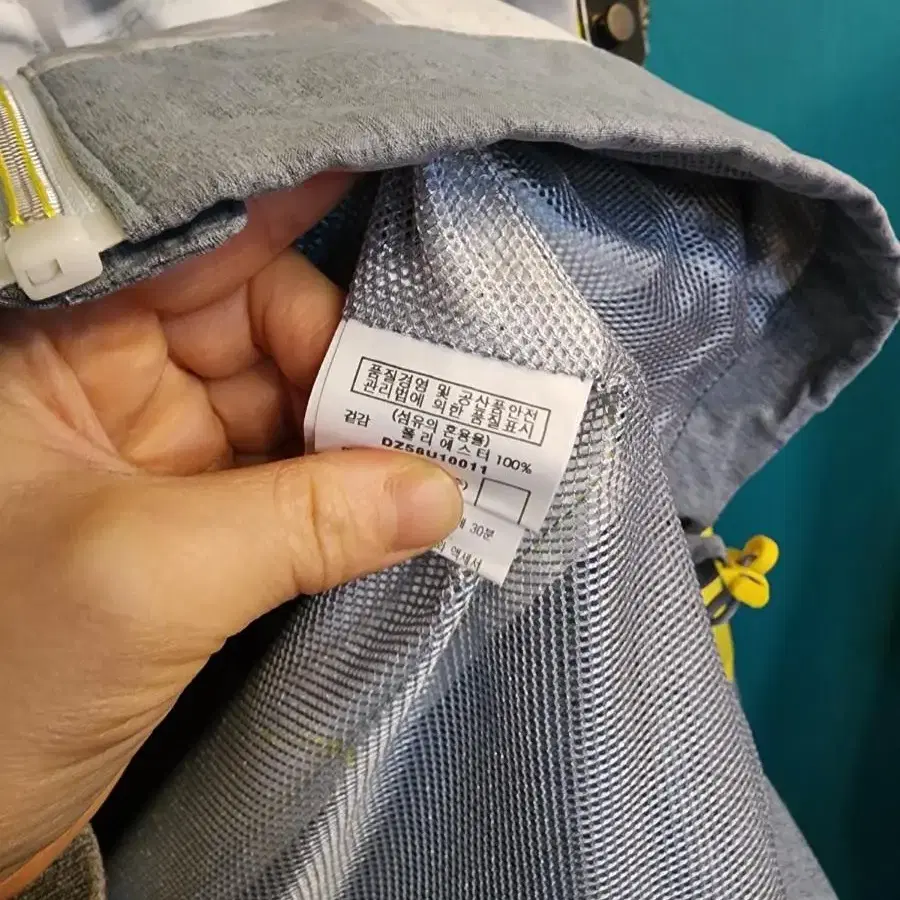 품질경영 및 공산품안전
관리법에 의한 품질표시
(섬유의 혼용율)
겉감 폴리에스터 100%
DZ58U10011
30분
액세서